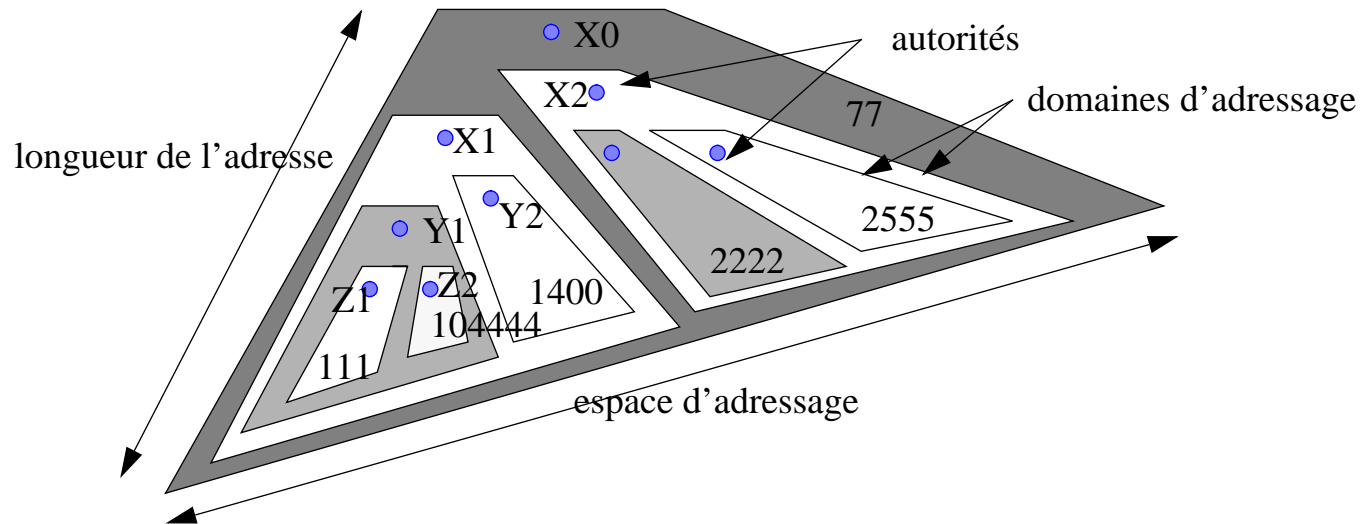 X0
autorités
X2
domaines d’adressage
77
X1
longueur de l’adresse
Y2
2555
Y1
2222
Z1
Z2
1400
104444
111
espace d’adressage